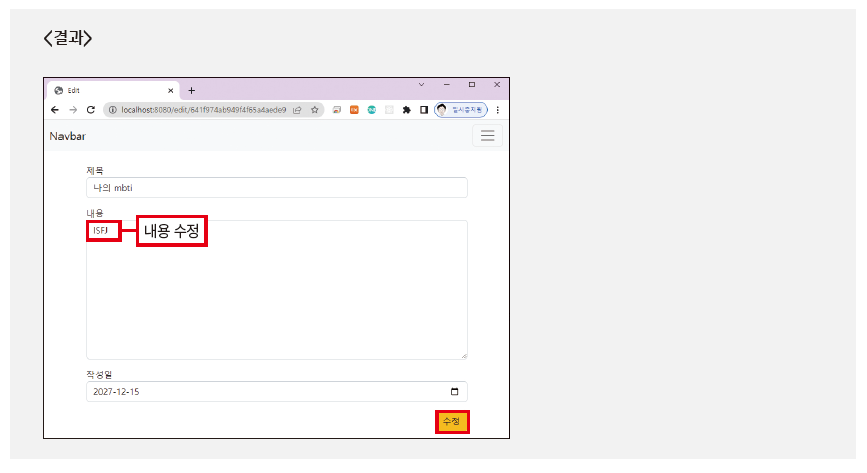 <결과>
Edit
localhost:8080/edit/641f974ab949f4f65a4aede9
Navbar
제목
나의 mbti
내용
ISFJ
내용 수정
작성일
2027-12-15
수정